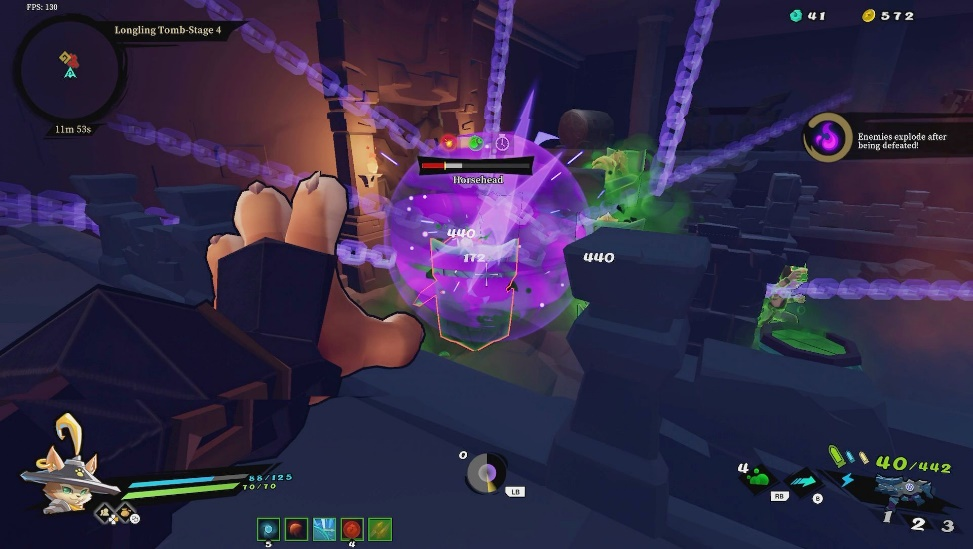 FPS: 130
Longling Tomb-Stage 4
41
572
11m 53s
Enemies explode after
being defeated!
Horsehead
440
172
440
88/125
70/70
0
LB
4
RB
B
40/442
1 2 3
5
4